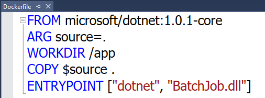 Dockerfile
FROM microsoft/dotnet:1.0.1-core
ARG source=.
WORKDIR /app
COPY $source .
ENTRYPOINT ["dotnet", "BatchJob.dll"]